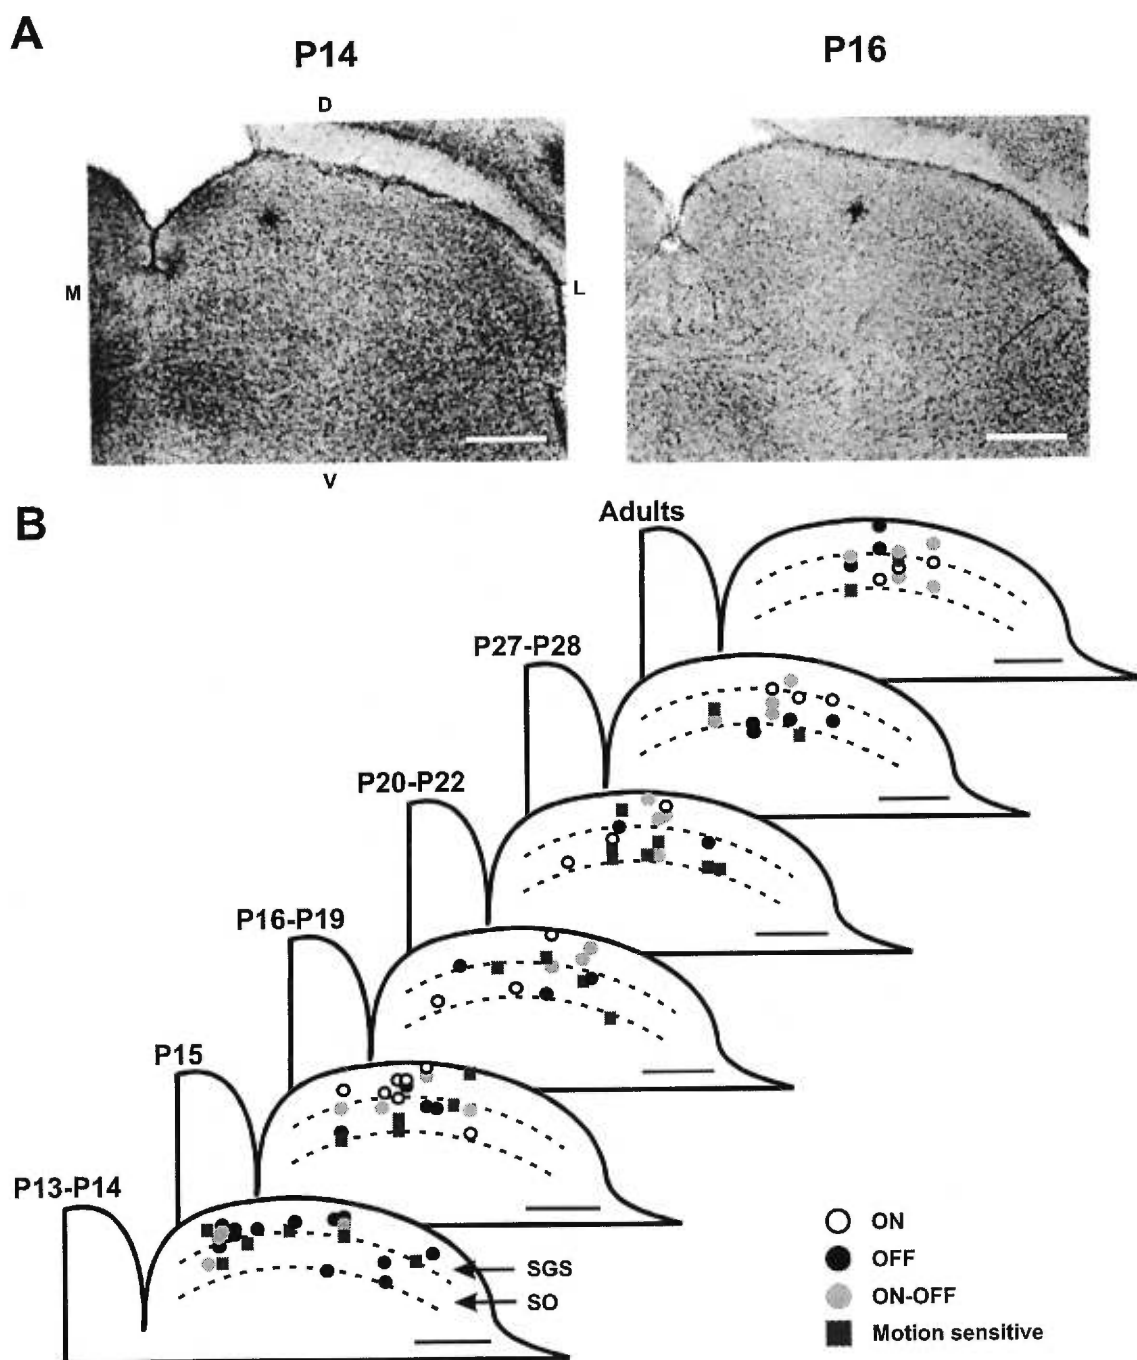 A
P14
P16
D
M
L
V
B
Adults
P27-P28
P20-P22
P16-P19
P15
P13-P14
SGS
SO
ON
OFF
ON-OFF
Motion sensitive